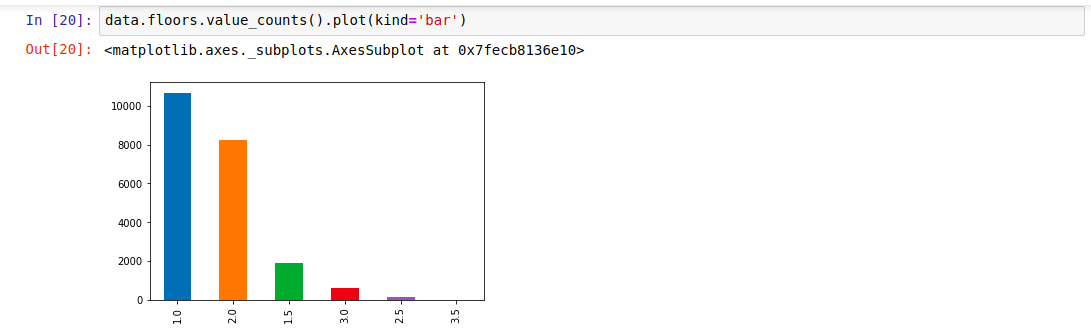 In [20]: data.floors.value_counts().plot(kind='bar')
Out[20]: <matplotlib.axes._subplots.AxesSubplot at 0x7fecb8136e10>
10000
8000
6000
4000
2000
0
1.0 2.0 1.5 3.0 2.5 3.5